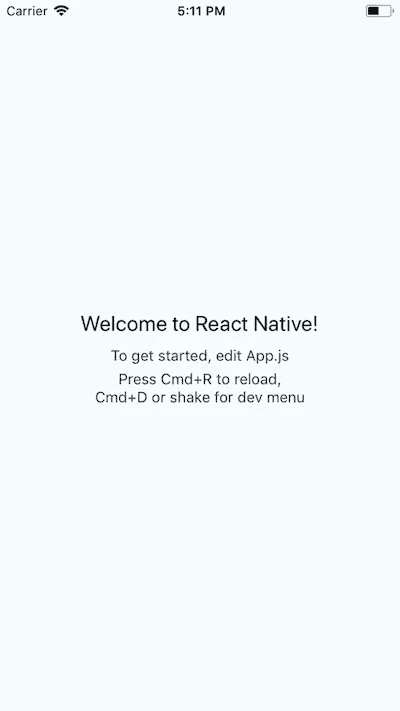 Carrier 5:11 PM
Welcome to React Native!
To get started, edit App.js
Press Cmd+R to reload,
Cmd+D or shake for dev menu